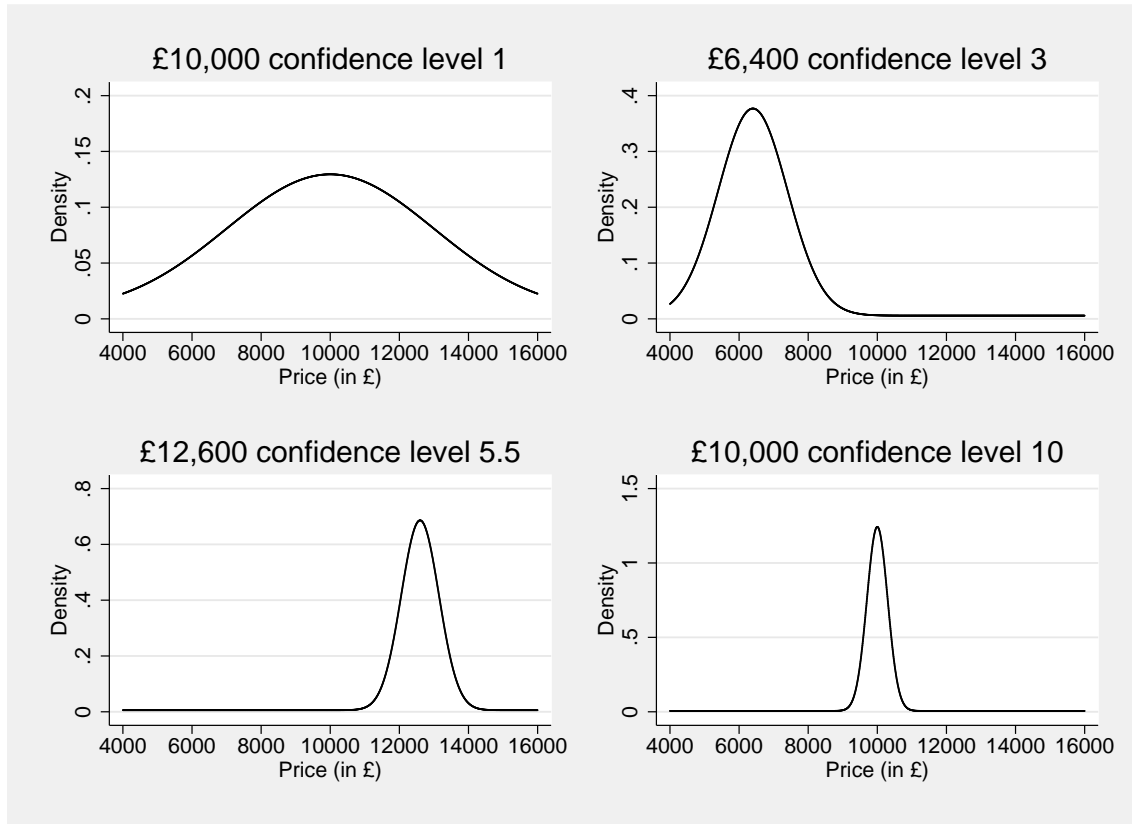 £10,000 confidence level 1
.2
.15
.1
.05
0
Density
4000 6000 8000 10000 12000 14000 16000
Price (in £)
£6,400 confidence level 3
.4
.3
.2
.1
0
Density
4000 6000 8000 10000 12000 14000 16000
Price (in £)
£12,600 confidence level 5.5
.8
.6
.4
.2
0
Density
4000 6000 8000 10000 12000 14000 16000
Price (in £)
£10,000 confidence level 10
1.5
1
.5
0
Density
4000 6000 8000 10000 12000 14000 16000
Price (in £)